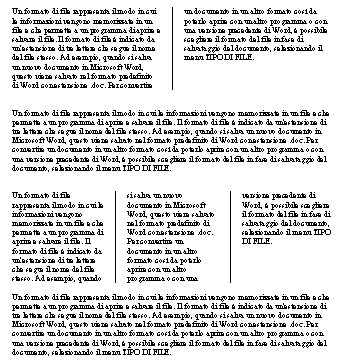 Un formato di file rappresenta il modo in cui
le informazioni vengono memorizzate in un
file e che permette a un programma di aprire e
salvare il file. Il formato di file è indicato da
un'estensione di tre lettere che segue il nome
del file stesso. Ad esempio, quando si salva
un nuovo documento in Microsoft Word,
questo viene salvato nel formato predefinito
di Word con estensione .doc. Per convertire
un documento in un altro formato così da
poterlo aprire con un altro programma o con
una versione precedente di Word, è possibile
scegliere il formato del file in fase di
salvataggio del documento, selezionando il
menu TIPO DI FILE.
Un formato di file rappresenta il modo in cui le informazioni vengono memorizzate in un file e che
permette a un programma di aprire e salvare il file. Il formato di file è indicato da un'estensione di
tre lettere che segue il nome del file stesso. Ad esempio, quando si salva un nuovo documento in
Microsoft Word, questo viene salvato nel formato predefinito di Word con estensione .doc. Per
convertire un documento in un altro formato così da poterlo aprire con un altro programma o con
una versione precedente di Word, è possibile scegliere il formato del file in fase di salvataggio del
documento, selezionando il menu TIPO DI FILE.
Un formato di file
rappresenta il modo in cui le
informazioni vengono
memorizzate in un file e che
permette a un programma di
aprire e salvare il file. Il
formato di file è indicato da
un'estensione di tre lettere
che segue il nome del file
stesso. Ad esempio, quando
si salva un nuovo
documento in Microsoft
Word, questo viene salvato
nel formato predefinito di
Word con estensione .doc.
Per convertire un
documento in un altro
formato così da poterlo
aprire con un altro
programma o con una
versione precedente di
Word, è possibile scegliere
il formato del file in fase di
salvataggio del documento,
selezionando il menu TIPO
DI FILE.
Un formato di file rappresenta il modo in cui le informazioni vengono memorizzate in un file e che
permette a un programma di aprire e salvare il file. Il formato di file è indicato da un'estensione di
tre lettere che segue il nome del file stesso. Ad esempio, quando si salva un nuovo documento in
Microsoft Word, questo viene salvato nel formato predefinito di Word con estensione .doc. Per
convertire un documento in un altro formato così da poterlo aprire con un altro programma o con
una versione precedente di Word, è possibile scegliere il formato del file in fase di salvataggio del
documento, selezionando il menu TIPO DI FILE.